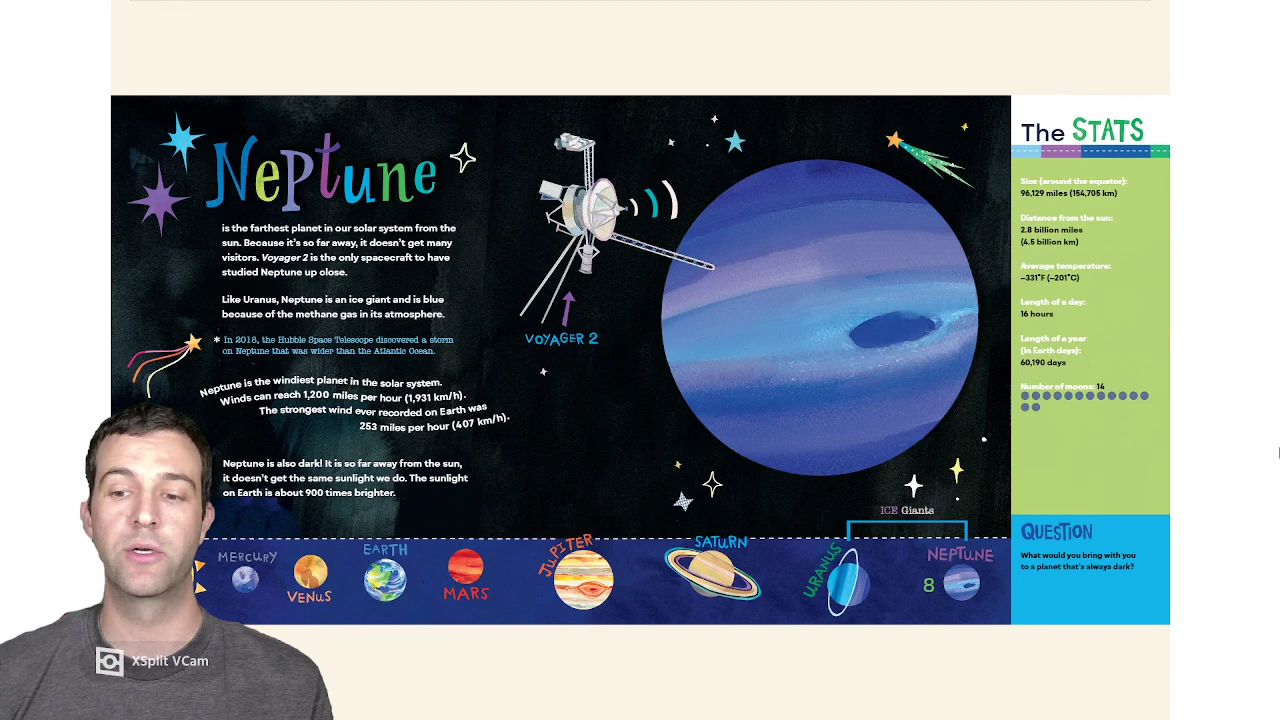 Neptune
is the farthest planet in our solar system from the
sun. Because it's so far away, it doesn't get many
visitors. Voyager 2 is the only spacecraft to have
studied Neptune up close.
Like Uranus, Neptune is an ice giant and is blue
because of the methane gas in its atmosphere.
* In 2018, the Hubble Space Telescope discovered a storm
on Neptune that was wider than the Atlantic Ocean.
Neptune is the windiest planet in the solar system.
Winds can reach 1,200 miles per hour (1,931 km/h).
The strongest wind ever recorded on Earth was
253 miles per hour (407 km/h).
Neptune is also dark! It is so far away from the sun,
it doesn't get the same sunlight we do. The sunlight
on Earth is about 900 times brighter.
VOYAGER 2
The STATS
Size (around the equator):
96,129 miles (154,705 km)
Distance from the sun:
2.8 billion miles
(4.5 billion km)
Average temperature:
–331°F (–201°C)
Length of a day:
16 hours
Length of a year
(in Earth days):
60,190 days
Number of moons: 14
QUESTION
What would you bring with you
to a planet that's always dark?
ICE Giants
MERCURY
VENUS
EARTH
MARS
JUPITER
SATURN
URANUS
NEPTUNE
8
XSplit VCam